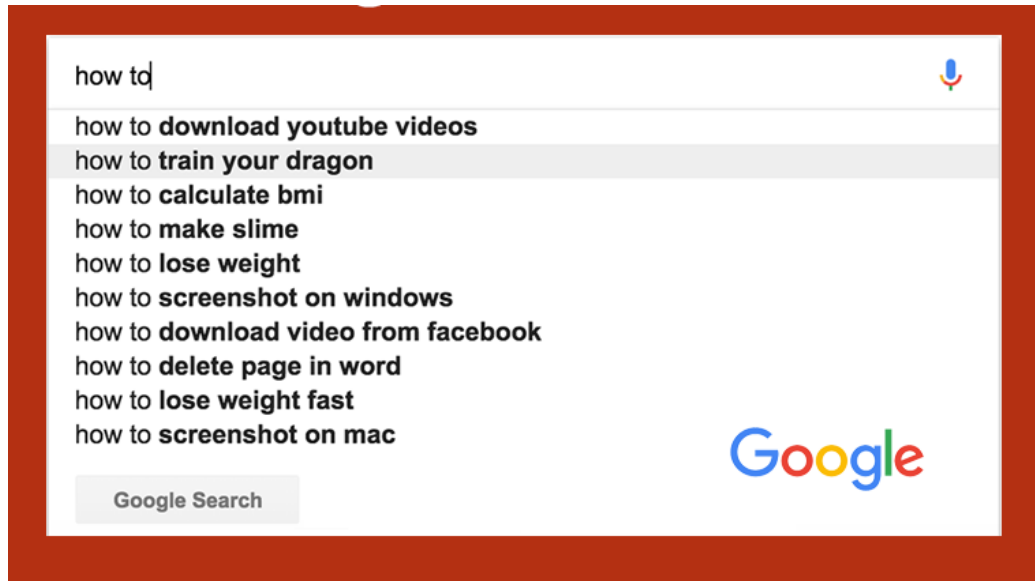 how to
how to download youtube videos
how to train your dragon
how to calculate bmi
how to make slime
how to lose weight
how to screenshot on windows
how to download video from facebook
how to delete page in word
how to lose weight fast
how to screenshot on mac
Google
Google Search